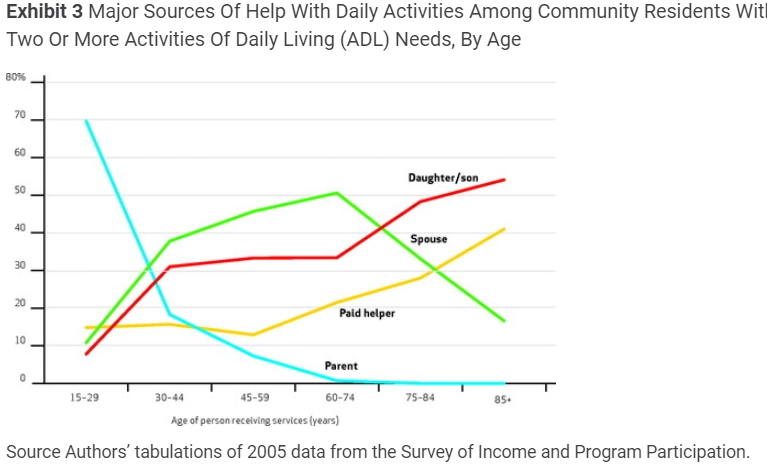 Exhibit 3 Major Sources Of Help With Daily Activities Among Community Residents Wit
Two Or More Activities Of Daily Living (ADL) Needs, By Age
80%
70
60
50
40
30
20
10
0
Daughter/son
Spouse
Paid helper
Parent
15-29 30-44 45-59 60-74 75-84 85+
Age of person receiving services (years)
Source Authors’ tabulations of 2005 data from the Survey of Income and Program Participation.